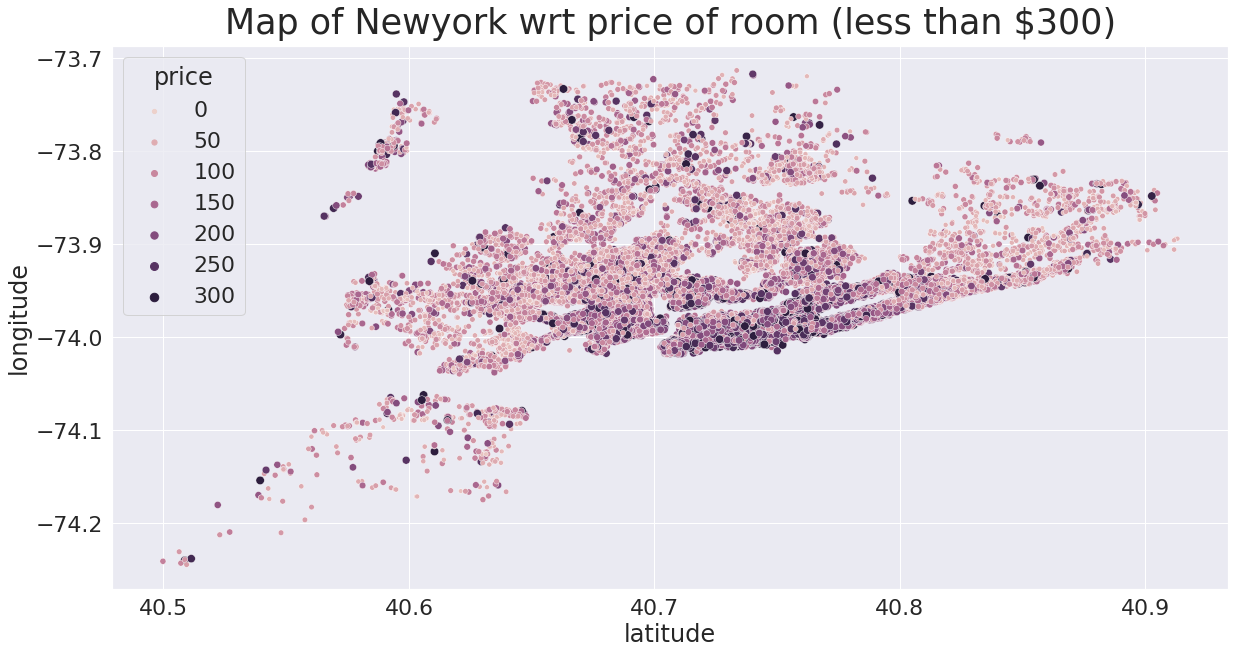 Map of Newyork wrt price of room (less than $300)
price
0
50
100
150
200
250
300
−73.7
−73.8
−73.9
−74.0
−74.1
−74.2
longitude
40.5 40.6 40.7 40.8 40.9
latitude